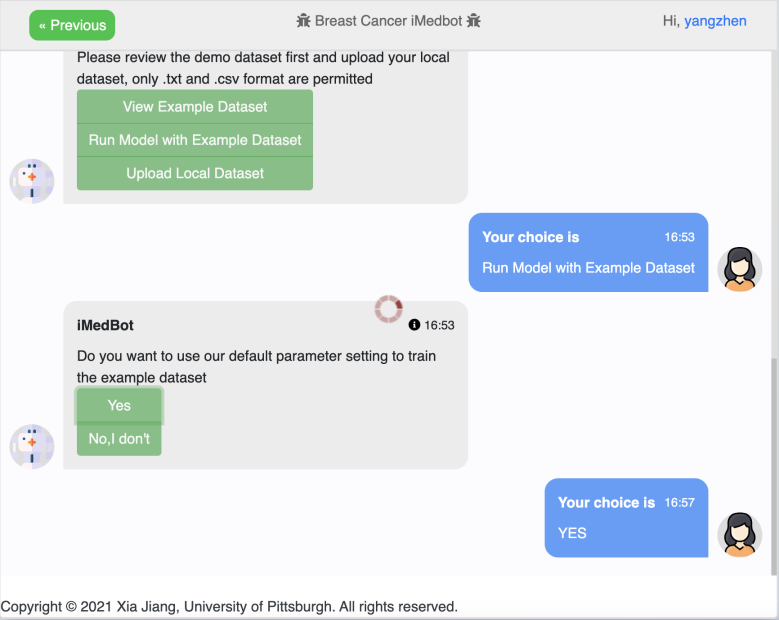 « Previous
Breast Cancer iMedbot
Hi, yangzhen
Please review the demo dataset first and upload your local
dataset, only .txt and .csv format are permitted
View Example Dataset
Run Model with Example Dataset
Upload Local Dataset
Your choice is 16:53
Run Model with Example Dataset
iMedBot 16:53
Do you want to use our default parameter setting to train
the example dataset
Yes
No,I don't
Your choice is 16:57
YES
Copyright © 2021 Xia Jiang, University of Pittsburgh. All rights reserved.